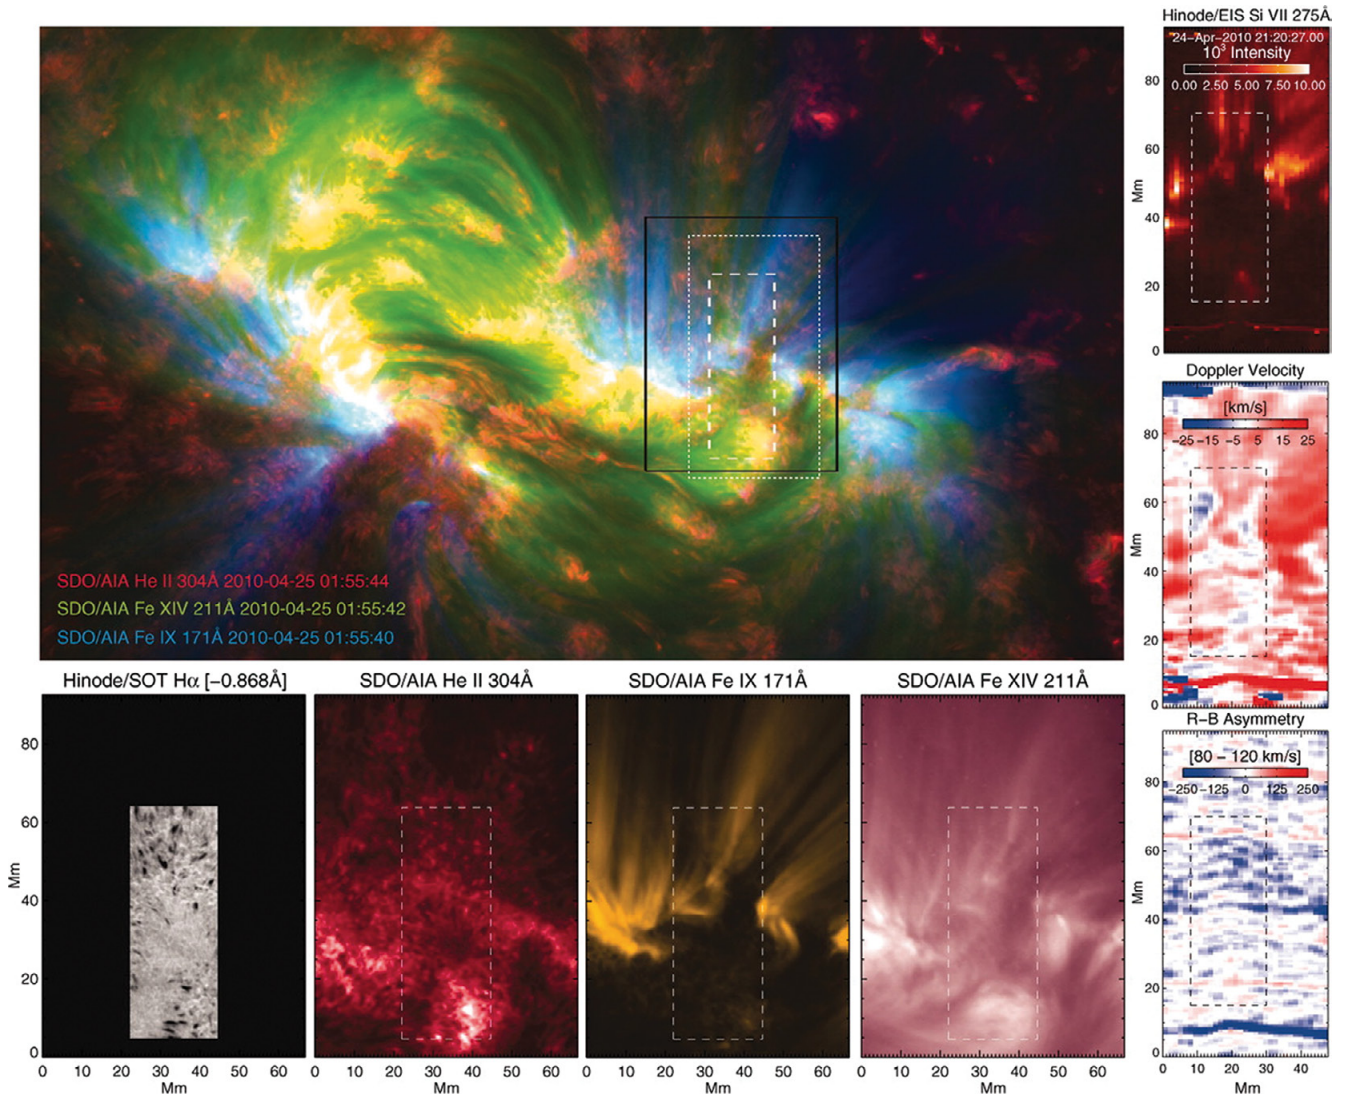 Hinode/EIS Si VII 275Å
24-Apr-2010 21:20:27.00
10³ Intensity
0.00 2.50 5.00 7.50 10.00
80
60
Mm
40
20
0
SDO/AIA He II 304Å 2010-04-25 01:55:44
SDO/AIA Fe XIV 211Å 2010-04-25 01:55:42
SDO/AIA Fe IX 171Å 2010-04-25 01:55:40
Doppler Velocity
[km/s]
-25 -15 -5 5 15 25
80
60
Mm
40
20
0
Hinode/SOT Hα [-0.868Å]
80
60
Mm
40
20
0
0 10 20 30 40 50 60
Mm
SDO/AIA He II 304Å
0 10 20 30 40 50 60
Mm
SDO/AIA Fe IX 171Å
0 10 20 30 40 50 60
Mm
SDO/AIA Fe XIV 211Å
0 10 20 30 40 50 60
Mm
R-B Asymmetry
[80 - 120 km/s]
-250 -125 0 125 250
80
60
Mm
40
20
0
0 10 20 30 40
Mm